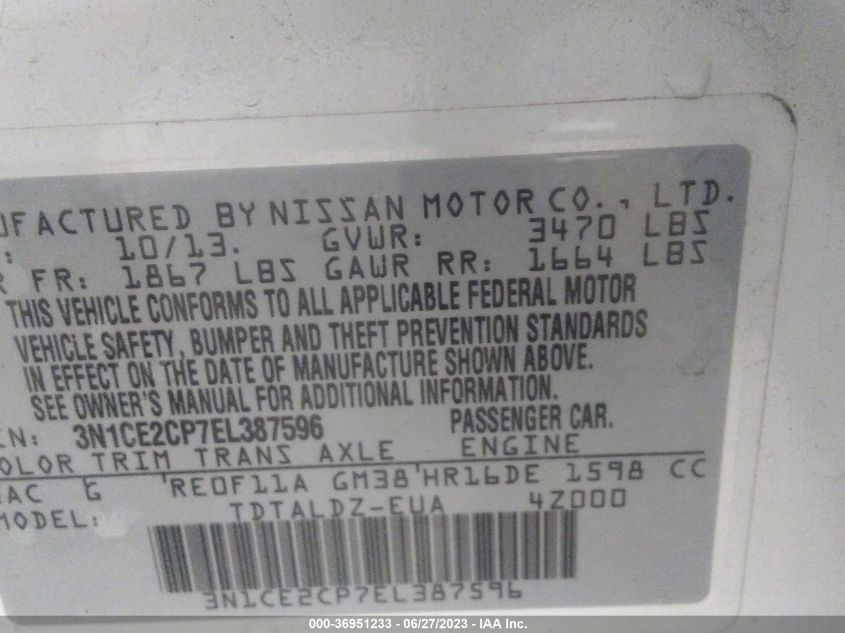 UFACTURED BY NISSAN MOTOR CO., LTD.
: 10/13. GVWR: 3470 LBS
R FR: 1867 LBS GAWR RR: 1664 LBS
THIS VEHICLE CONFORMS TO ALL APPLICABLE FEDERAL MOTOR
VEHICLE SAFETY, BUMPER AND THEFT PREVENTION STANDARDS
IN EFFECT ON THE DATE OF MANUFACTURE SHOWN ABOVE.
SEE OWNER'S MANUAL FOR ADDITIONAL INFORMATION.
IN: 3N1CE2CP7EL387596 PASSENGER CAR.
OLOR TRIM TRANS AXLE ENGINE
AC G RE0F11A GM38 HR16DE 1598 CC
MODEL: TDTALDZ-EUA 4Z000
3N1CE2CP7EL387596
000-36951233 - 06/27/2023 - IAA Inc.